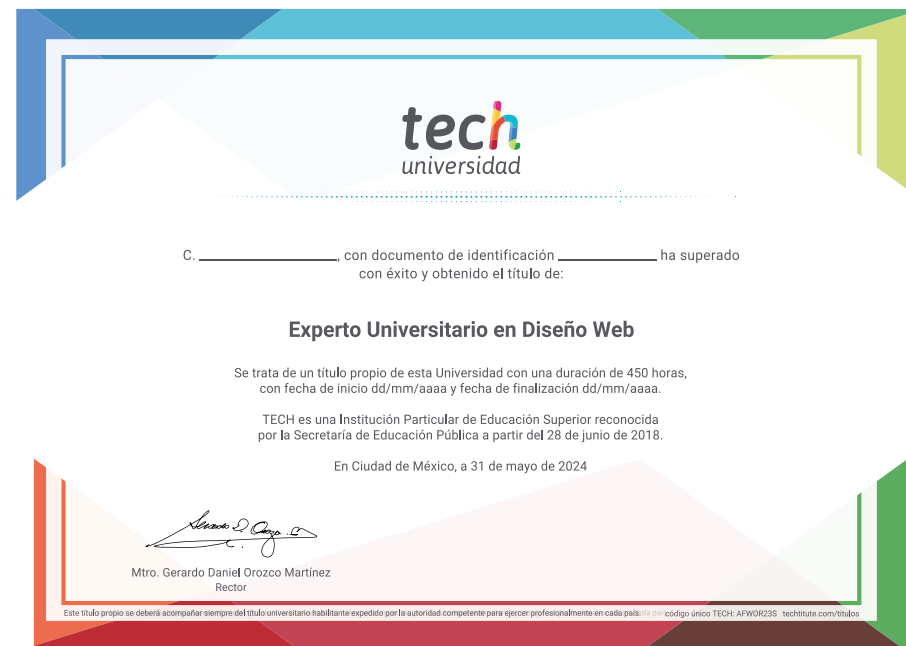 tech
universidad
C. __________________, con documento de identificación _____________ ha superado
con éxito y obtenido el título de:
Experto Universitario en Diseño Web
Se trata de un título propio de esta Universidad con una duración de 450 horas,
con fecha de inicio dd/mm/aaaa y fecha de finalización dd/mm/aaaa.
TECH es una Institución Particular de Educación Superior reconocida
por la Secretaría de Educación Pública a partir del 28 de junio de 2018.
En Ciudad de México, a 31 de mayo de 2024
Mtro. Gerardo Daniel Orozco Martínez
Rector
Este título propio se deberá acompañar siempre del título universitario habilitante expedido por la autoridad competente para ejercer profesionalmente en cada país. código único TECH: AFWOR23S techtitute.com/titulos